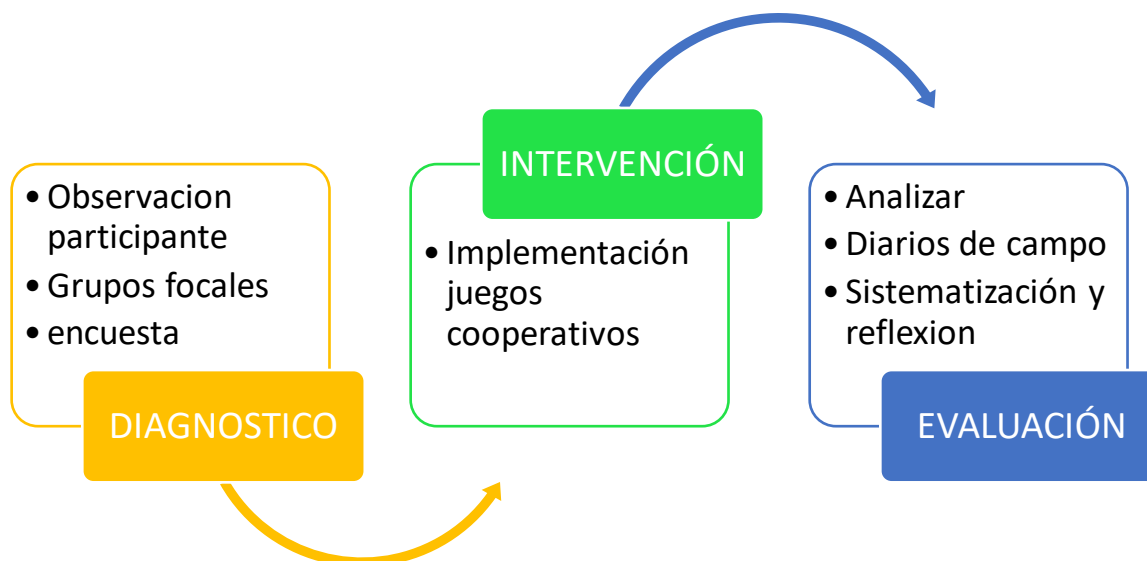 • Observacion
participante
• Grupos focales
• encuesta
DIAGNOSTICO
INTERVENCIÓN
• Implementación
juegos
cooperativos
• Analizar
• Diarios de campo
• Sistematización y
reflexion
EVALUACIÓN